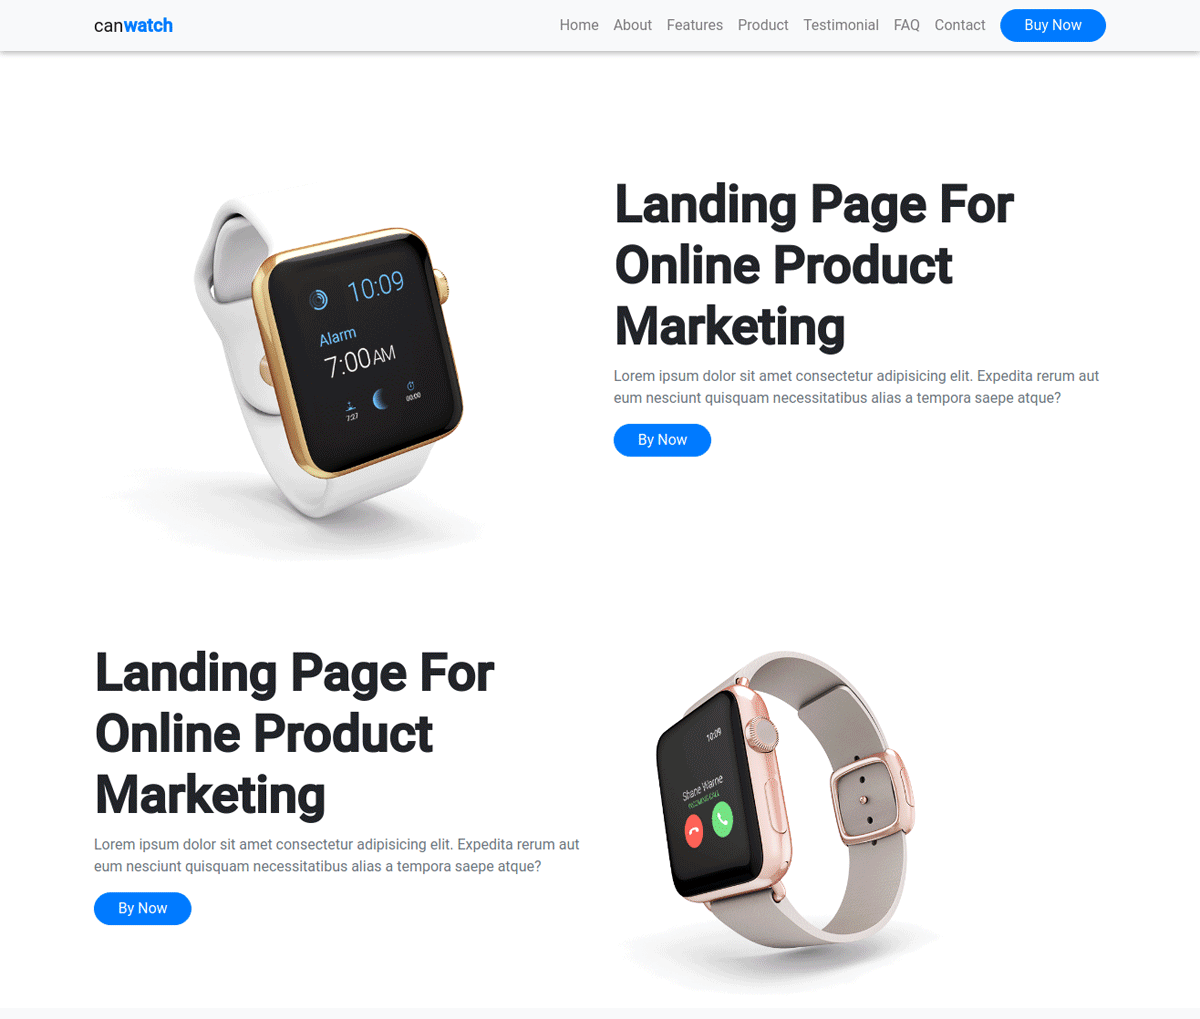 canwatch
Home About Features Product Testimonial FAQ Contact Buy Now
Landing Page For
Online Product
Marketing
Lorem ipsum dolor sit amet consectetur adipisicing elit. Expedita rerum aut
eum nesciunt quisquam necessitatibus alias a tempora saepe atque?
By Now
10:09
Alarm
7:00AM
7:27
00:00
Landing Page For
Online Product
Marketing
Lorem ipsum dolor sit amet consectetur adipisicing elit. Expedita rerum aut
eum nesciunt quisquam necessitatibus alias a tempora saepe atque?
By Now
10:09
Shane Warne